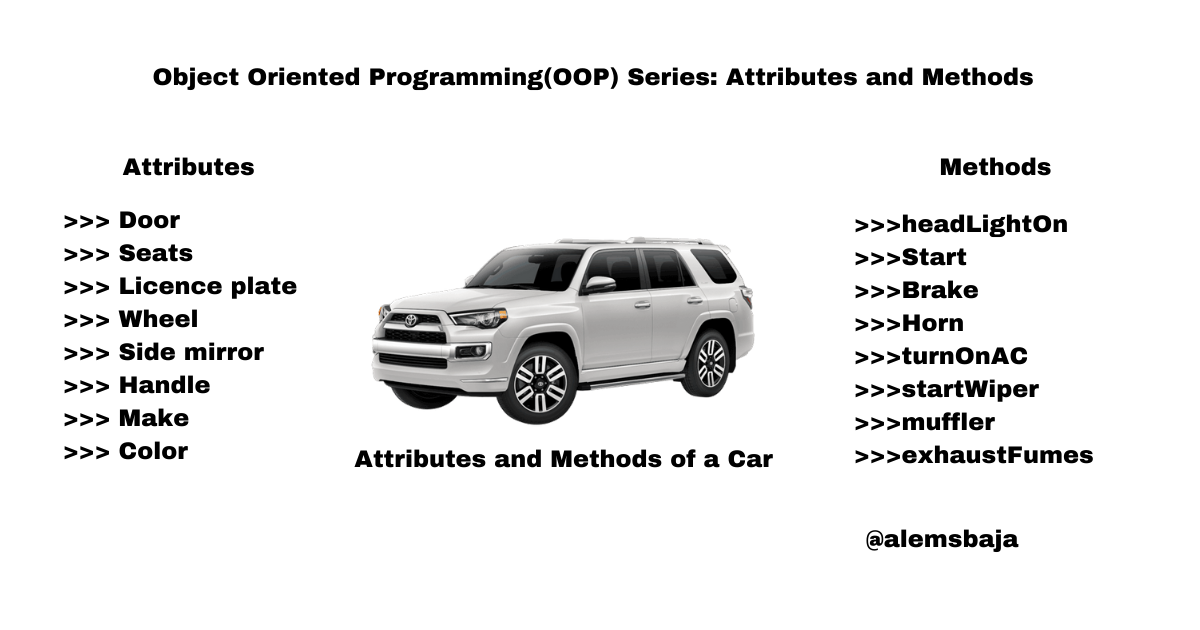 Object Oriented Programming(OOP) Series: Attributes and Methods
Attributes
>>> Door
>>> Seats
>>> Licence plate
>>> Wheel
>>> Side mirror
>>> Handle
>>> Make
>>> Color
Attributes and Methods of a Car
Methods
>>>headLightOn
>>>Start
>>>Brake
>>>Horn
>>>turnOnAC
>>>startWiper
>>>muffler
>>>exhaustFumes
@alemsbaja